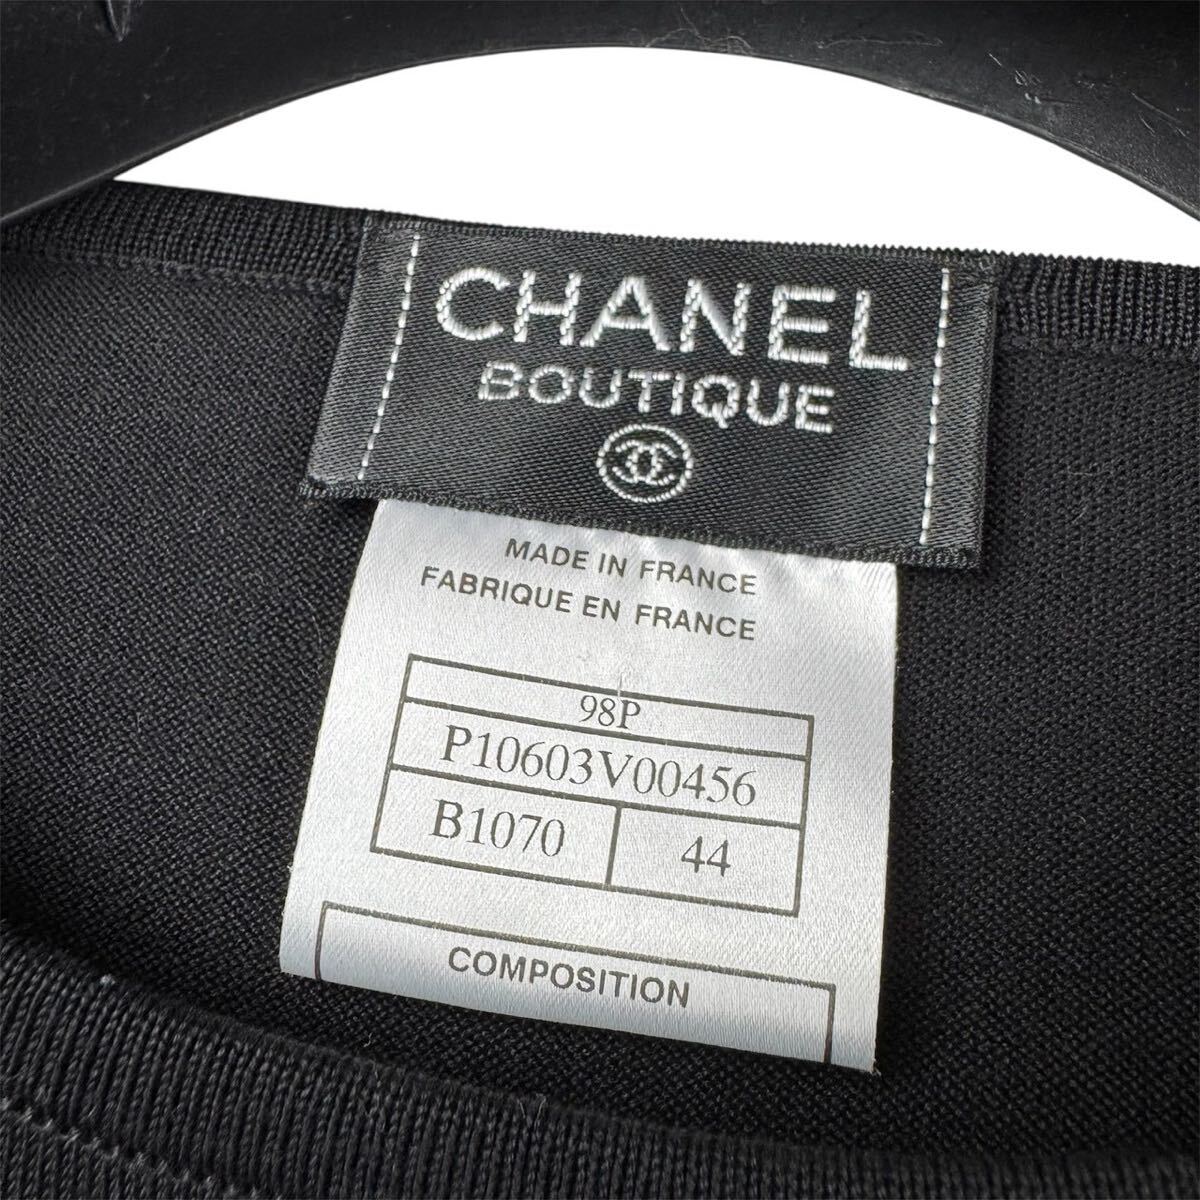 CHANEL
BOUTIQUE
MADE IN FRANCE
FABRIQUE EN FRANCE
98P
P10603V00456
B1070 44
COMPOSITION